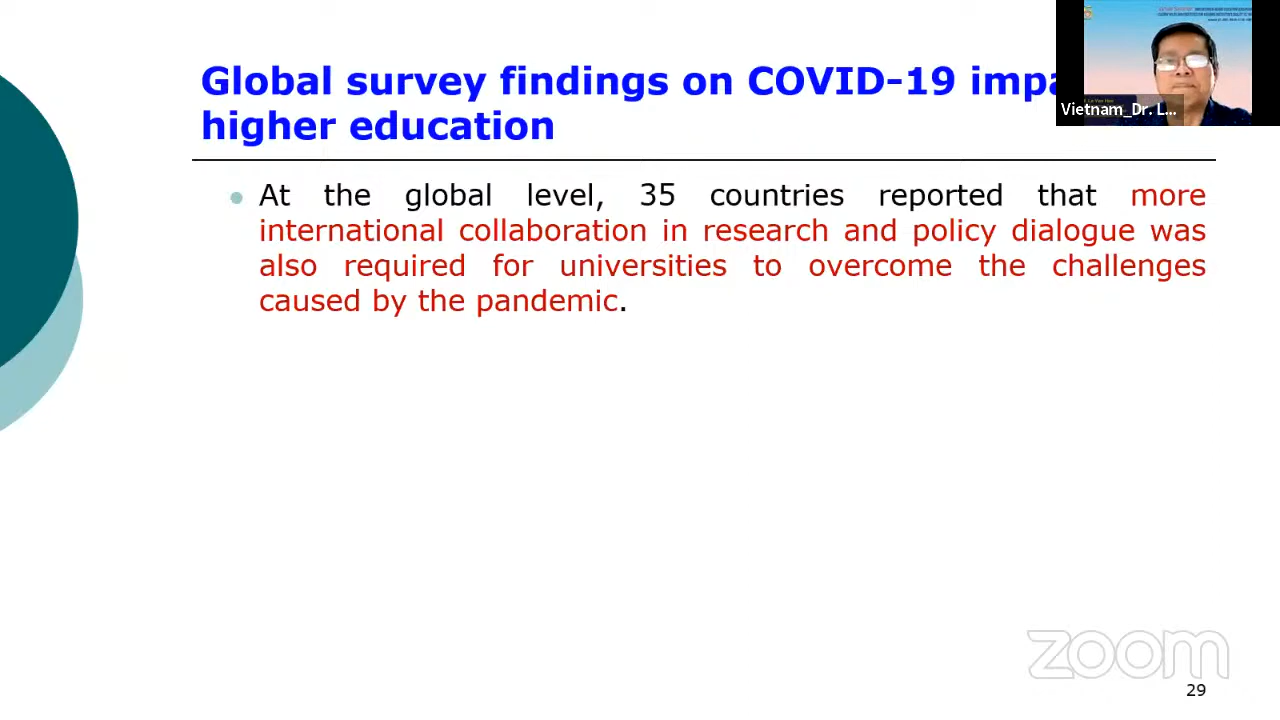 Global survey findings on COVID-19 impa
higher education
Vietnam_Dr. L...
At the global level, 35 countries reported that more
international collaboration in research and policy dialogue was
also required for universities to overcome the challenges
caused by the pandemic.
zoom
29